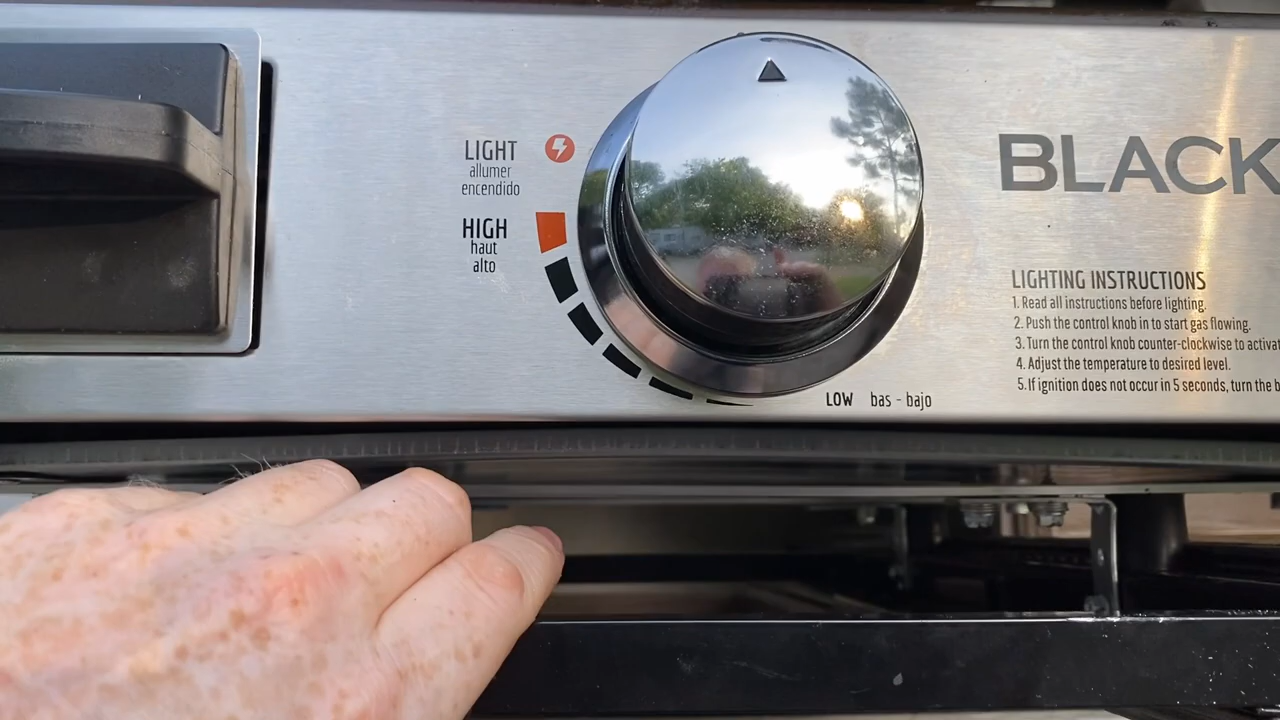 LIGHT
allumer
encendido
HIGH
haut
alto
LOW bas - bajo
BLACK
LIGHTING INSTRUCTIONS
1. Read all instructions before lighting.
2. Push the control knob in to start gas flowing.
3. Turn the control knob counter-clockwise to activat
4. Adjust the temperature to desired level.
5. If ignition does not occur in 5 seconds, turn the b